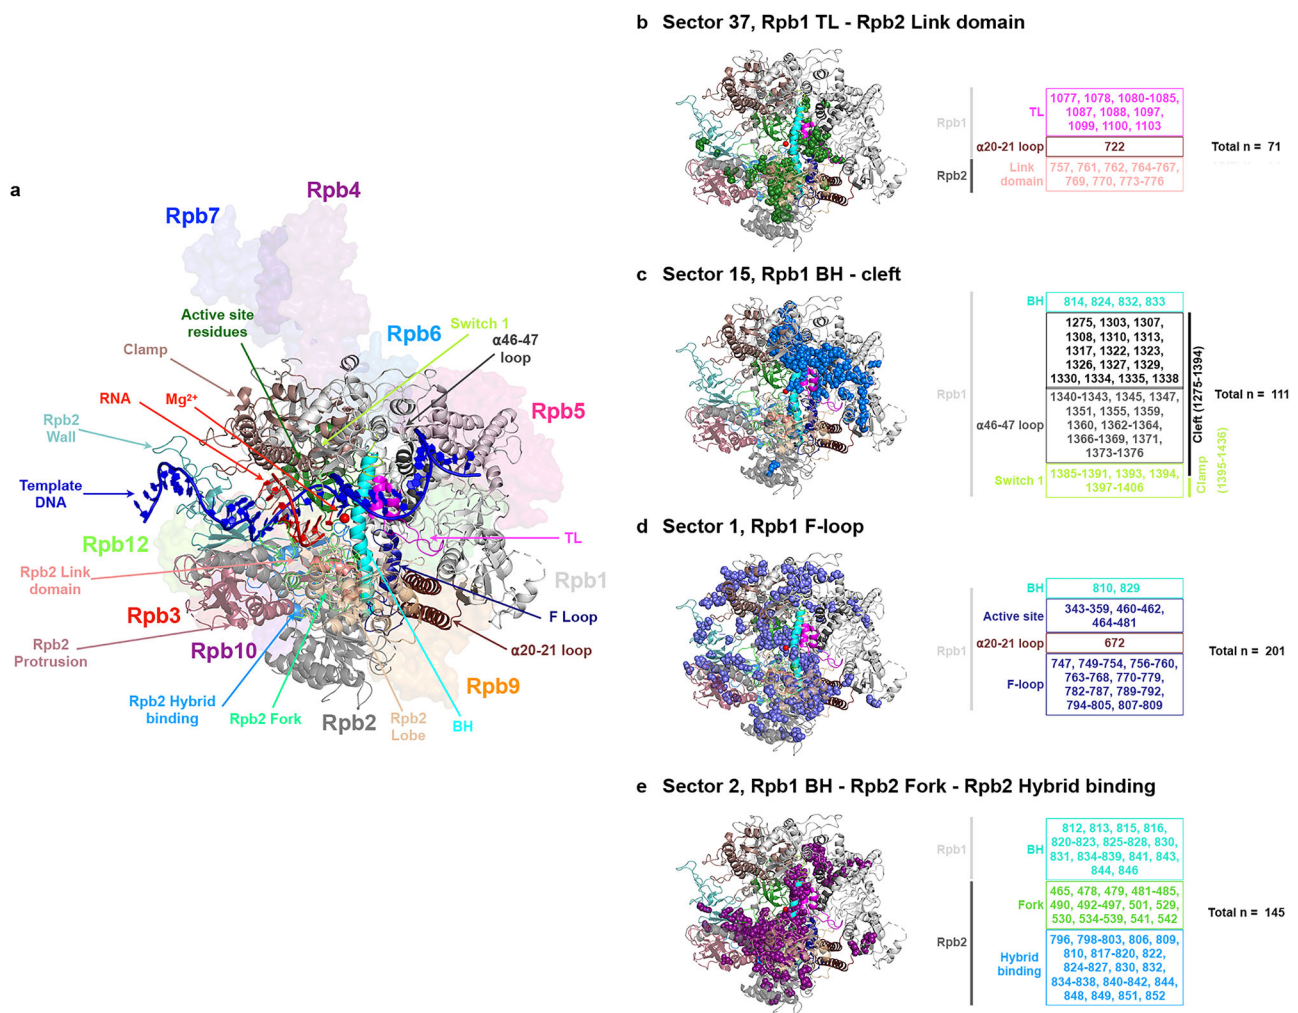 a
Rpb4
Rpb7
Active site
residues
Rpb6
Switch 1
α46-47
loop
Clamp
RNA
Mg2+
Rpb5
Rpb2
Wall
Template
DNA
Rpb12
TL
Rpb2 Link
domain
Rpb1
Rpb3
F Loop
Rpb2
Protrusion
Rpb10
α20-21 loop
Rpb9
Rpb2 Hybrid
binding
Rpb2 Fork
Rpb2
Rpb2
Lobe
BH
b Sector 37, Rpb1 TL - Rpb2 Link domain
Rpb1
TL
1077, 1078, 1080-1085,
1087, 1088, 1097,
1099, 1100, 1103
α20-21 loop
722
Rpb2
Link
domain
757, 761, 762, 764-767,
769, 770, 773-776
Total n = 71
c Sector 15, Rpb1 BH - cleft
Rpb1
BH
814, 824, 832, 833
1275, 1303, 1307,
1308, 1310, 1313,
1317, 1322, 1323,
1326, 1327, 1329,
1330, 1334, 1335, 1338
α46-47 loop
1340-1343, 1345, 1347,
1351, 1355, 1359,
1360, 1362-1364,
1366-1369, 1371,
1373-1376
Switch 1
1385-1391, 1393, 1394,
1397-1406
Cleft (1275-1394)
Clamp
(1395-1436)
Total n = 111
d Sector 1, Rpb1 F-loop
Rpb1
BH
810, 829
Active site
343-359, 460-462,
464-481
α20-21 loop
672
F-loop
747, 749-754, 756-760,
763-768, 770-779,
782-787, 789-792,
794-805, 807-809
Total n = 201
e Sector 2, Rpb1 BH - Rpb2 Fork - Rpb2 Hybrid binding
Rpb1
BH
812, 813, 815, 816,
820-823, 825-828, 830,
831, 834-839, 841, 843,
844, 846
Rpb2
Fork
465, 478, 479, 481-485,
490, 492-497, 501, 529,
530, 534-539, 541, 542
Hybrid
binding
796, 798-803, 806, 809,
810, 817-820, 822,
824-827, 830, 832,
834-838, 840-842, 844,
848, 849, 851, 852
Total n = 145